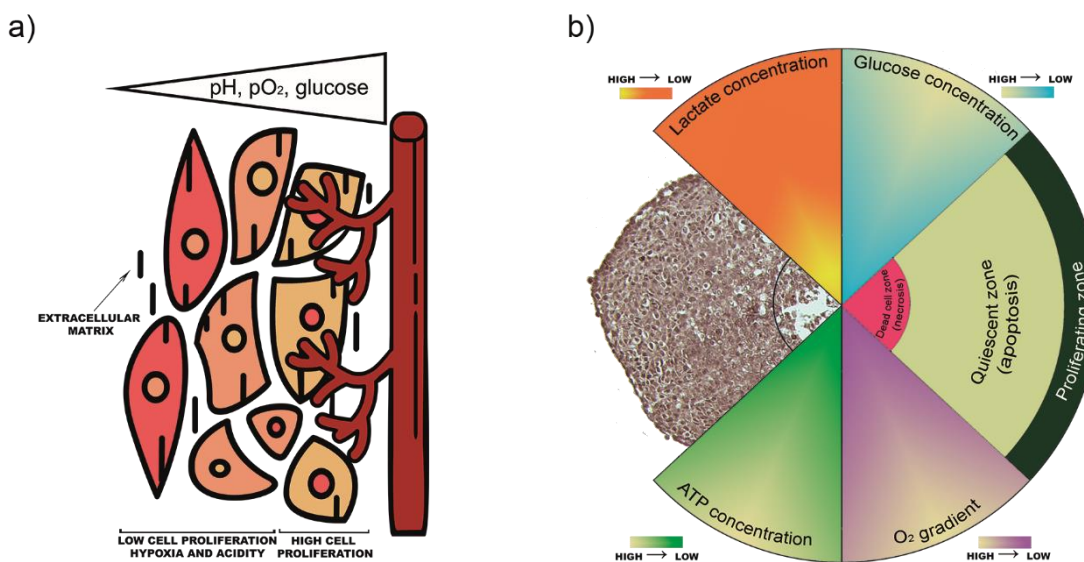 a)
pH, pO₂, glucose
EXTRACELLULAR
MATRIX
LOW CELL PROLIFERATION
HYPOXIA AND ACIDITY
HIGH CELL
PROLIFERATION
b)
HIGH → LOW
Lactate concentration
Glucose concentration
HIGH → LOW
Dead cell zone
(necrosis)
Quiescent zone
(apoptosis)
Proliferating zone
ATP concentration
O₂ gradient
HIGH → LOW
HIGH → LOW